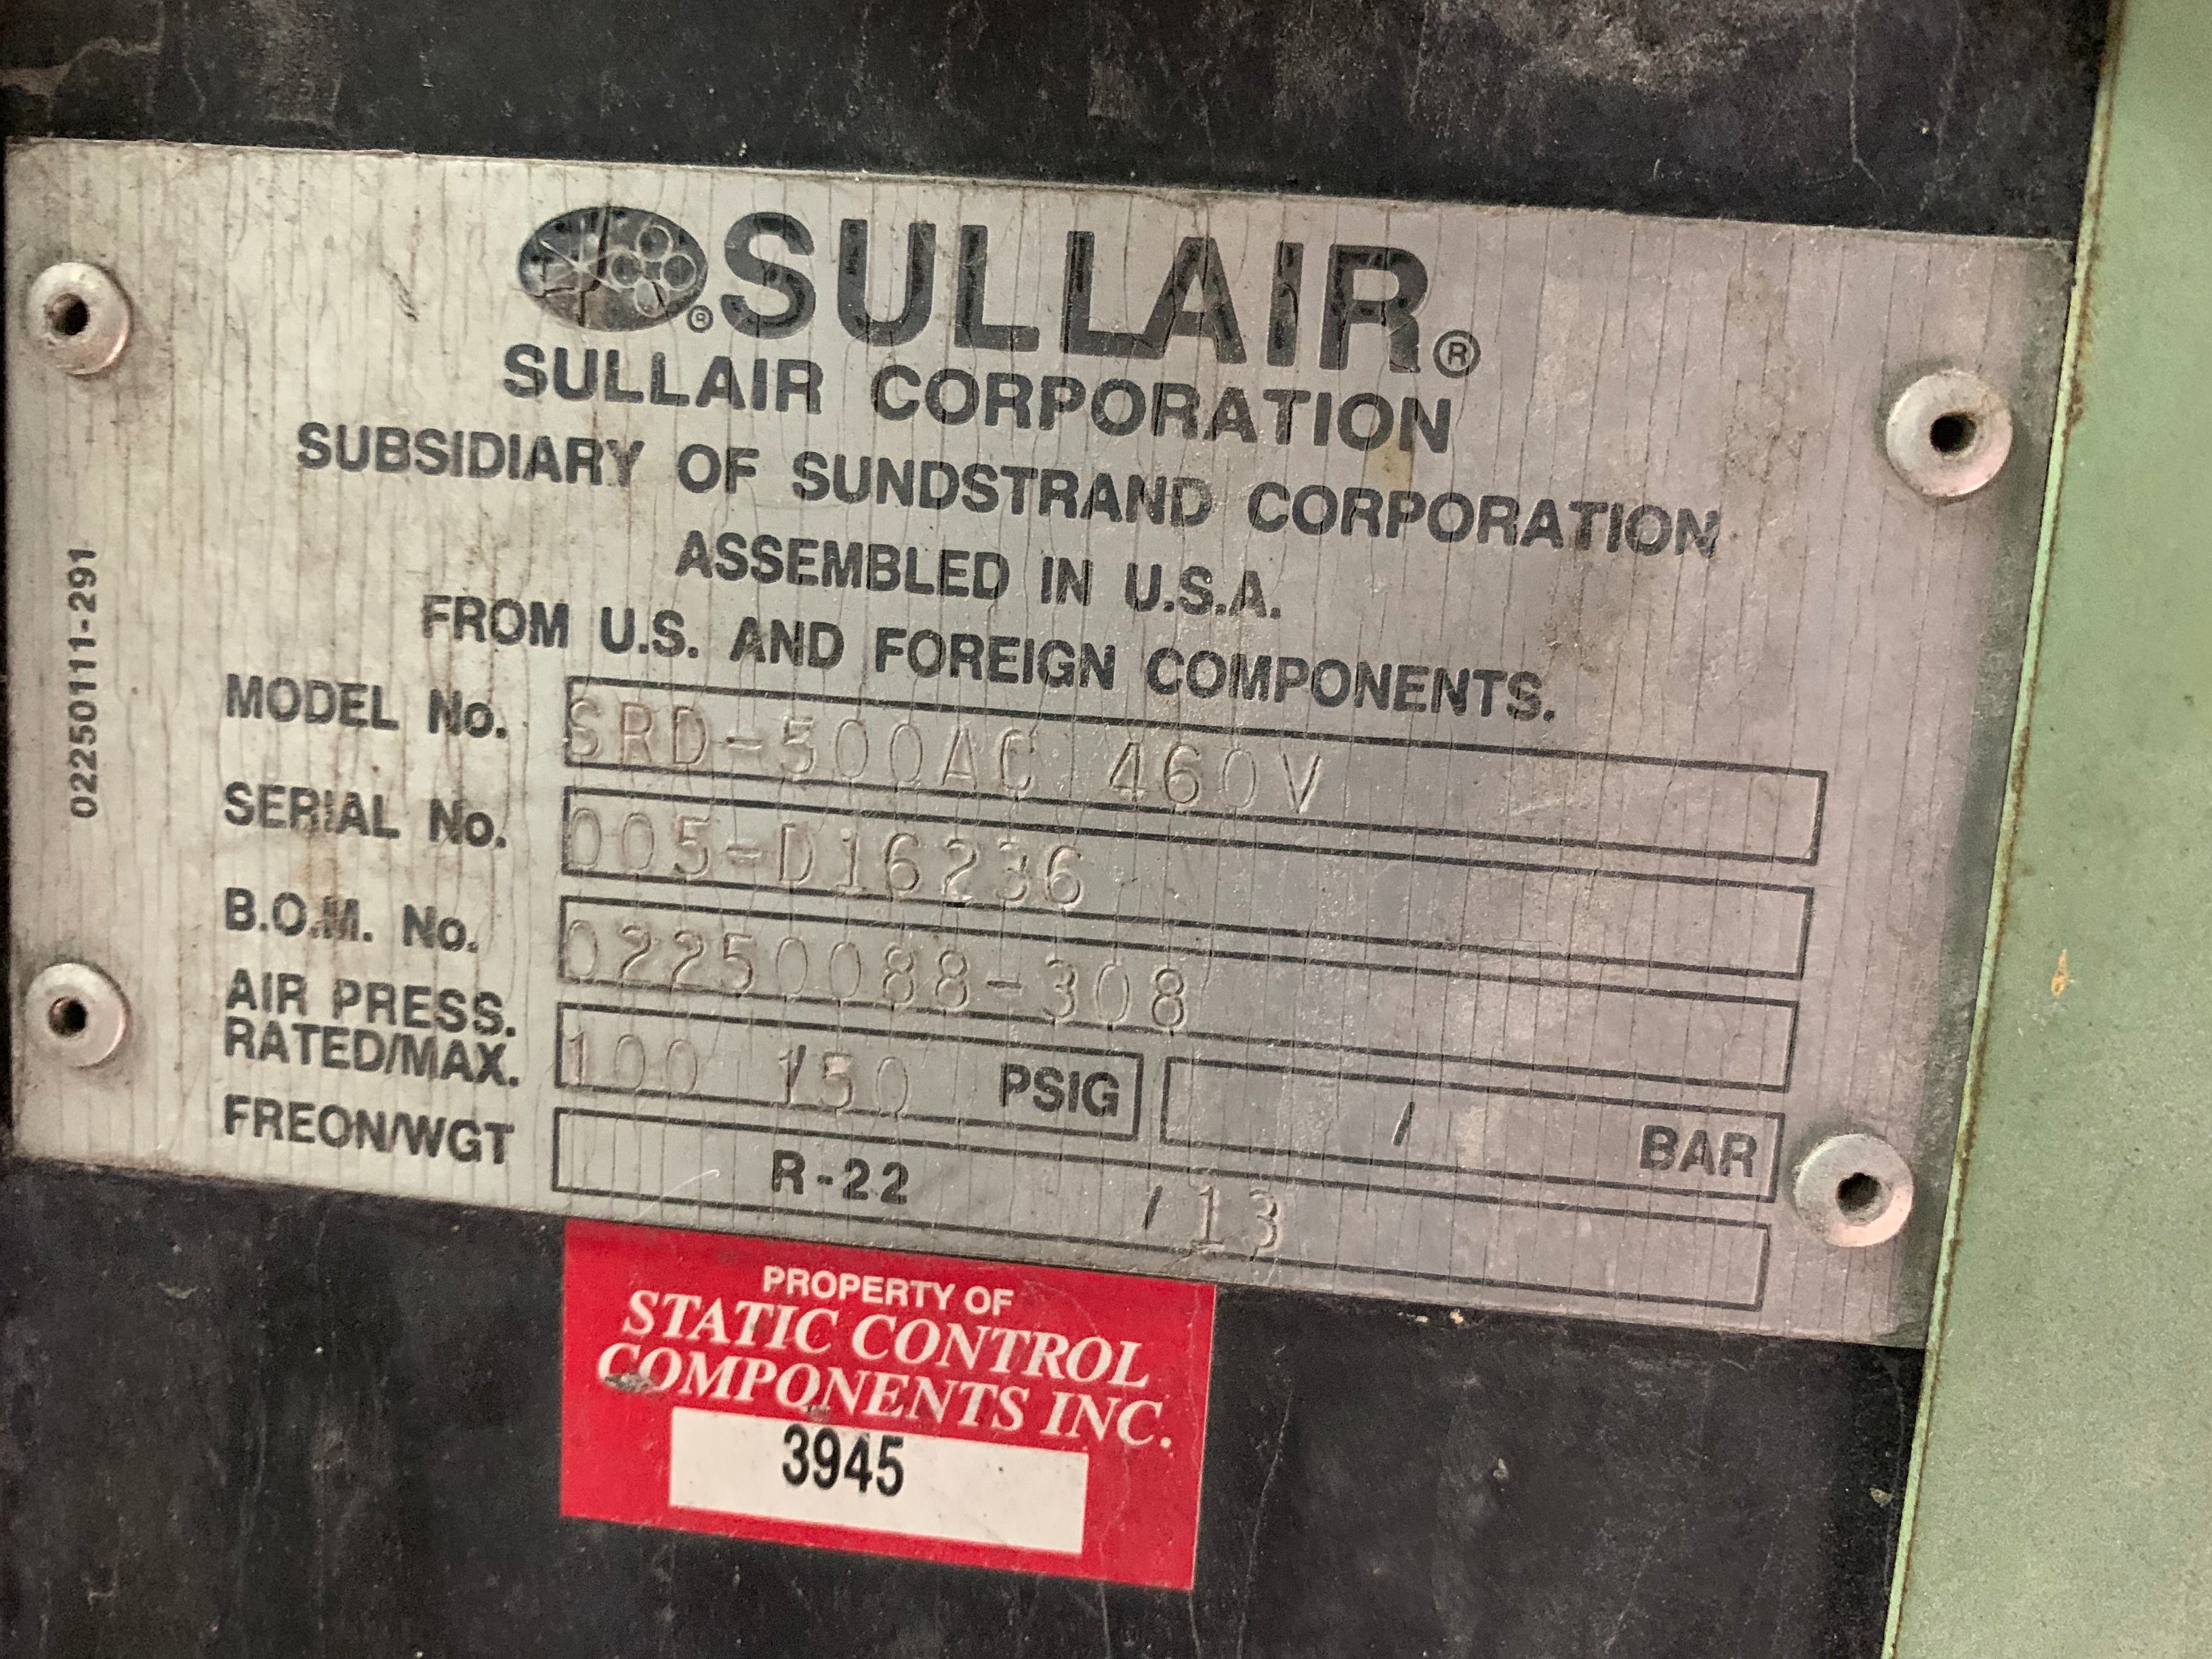 ® SULLAIR®
SULLAIR CORPORATION
SUBSIDIARY OF SUNDSTRAND CORPORATION
ASSEMBLED IN U.S.A.
FROM U.S. AND FOREIGN COMPONENTS.
MODEL No. SRD-500AC 460V
SERIAL No. 005-D16236
B.O.M. No. 02250088-308
AIR PRESS.
RATED/MAX. 100 /150 PSIG / BAR
FREON/WGT R-22 / 13
02250111-291
PROPERTY OF
STATIC CONTROL
COMPONENTS INC.
3945